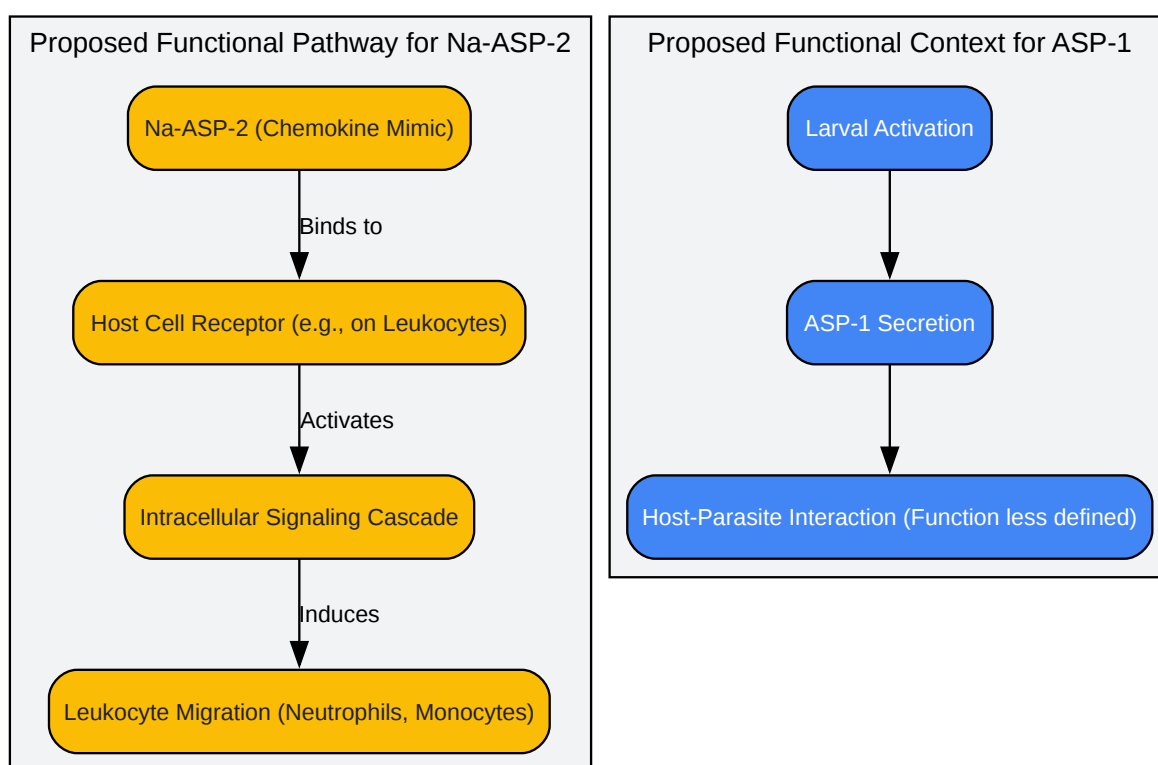 Proposed Functional Pathway for Na-ASP-2
Na-ASP-2 (Chemokine Mimic)
Binds to
Host Cell Receptor (e.g., on Leukocytes)
Activates
Intracellular Signaling Cascade
Induces
Leukocyte Migration (Neutrophils, Monocytes)
Proposed Functional Context for ASP-1
Larval Activation
ASP-1 Secretion
Host-Parasite Interaction (Function less defined)